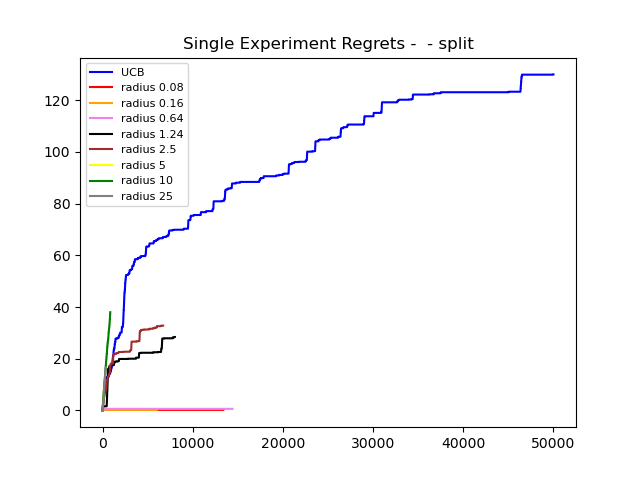 Single Experiment Regrets -  - split
UCB
radius 0.08
radius 0.16
radius 0.64
radius 1.24
radius 2.5
radius 5
radius 10
radius 25
120
100
80
60
40
20
0
0 10000 20000 30000 40000 50000